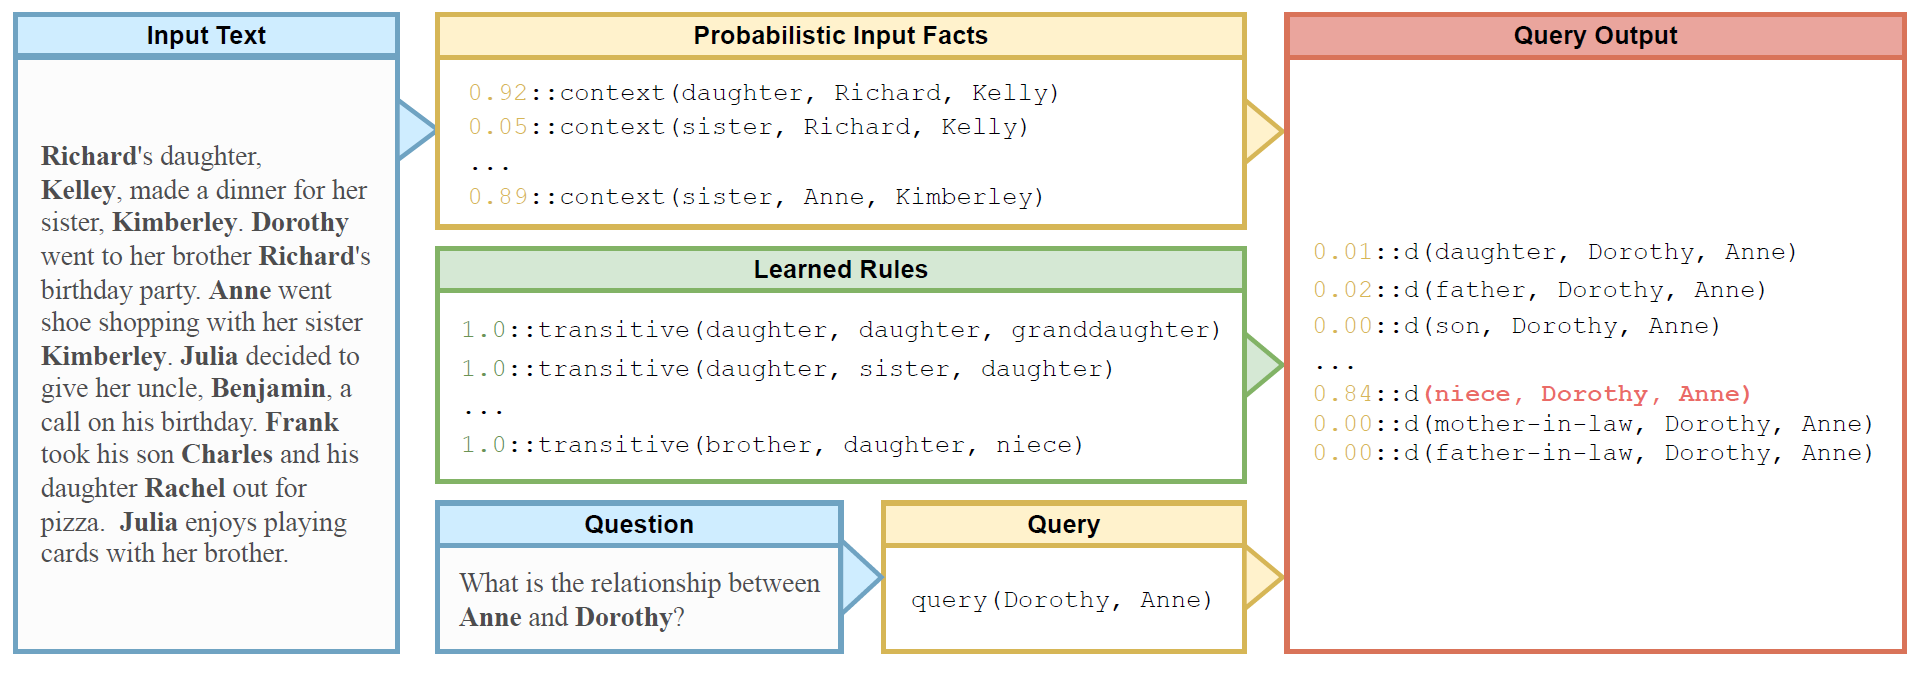 Input Text
Richard's daughter,
Kelley, made a dinner for her
sister, Kimberley. Dorothy
went to her brother Richard's
birthday party. Anne went
shoe shopping with her sister
Kimberley. Julia decided to
give her uncle, Benjamin, a
call on his birthday. Frank
took his son Charles and his
daughter Rachel out for
pizza. Julia enjoys playing
cards with her brother.
Probabilistic Input Facts
0.92::context(daughter, Richard, Kelly)
0.05::context(sister, Richard, Kelly)
...
0.89::context(sister, Anne, Kimberley)
Learned Rules
1.0::transitive(daughter, daughter, granddaughter)
1.0::transitive(daughter, sister, daughter)
...
1.0::transitive(brother, daughter, niece)
Question
What is the relationship between
Anne and Dorothy?
Query
query(Dorothy, Anne)
Query Output
0.01::d(daughter, Dorothy, Anne)
0.02::d(father, Dorothy, Anne)
0.00::d(son, Dorothy, Anne)
...
0.84::d(niece, Dorothy, Anne)
0.00::d(mother-in-law, Dorothy, Anne)
0.00::d(father-in-law, Dorothy, Anne)